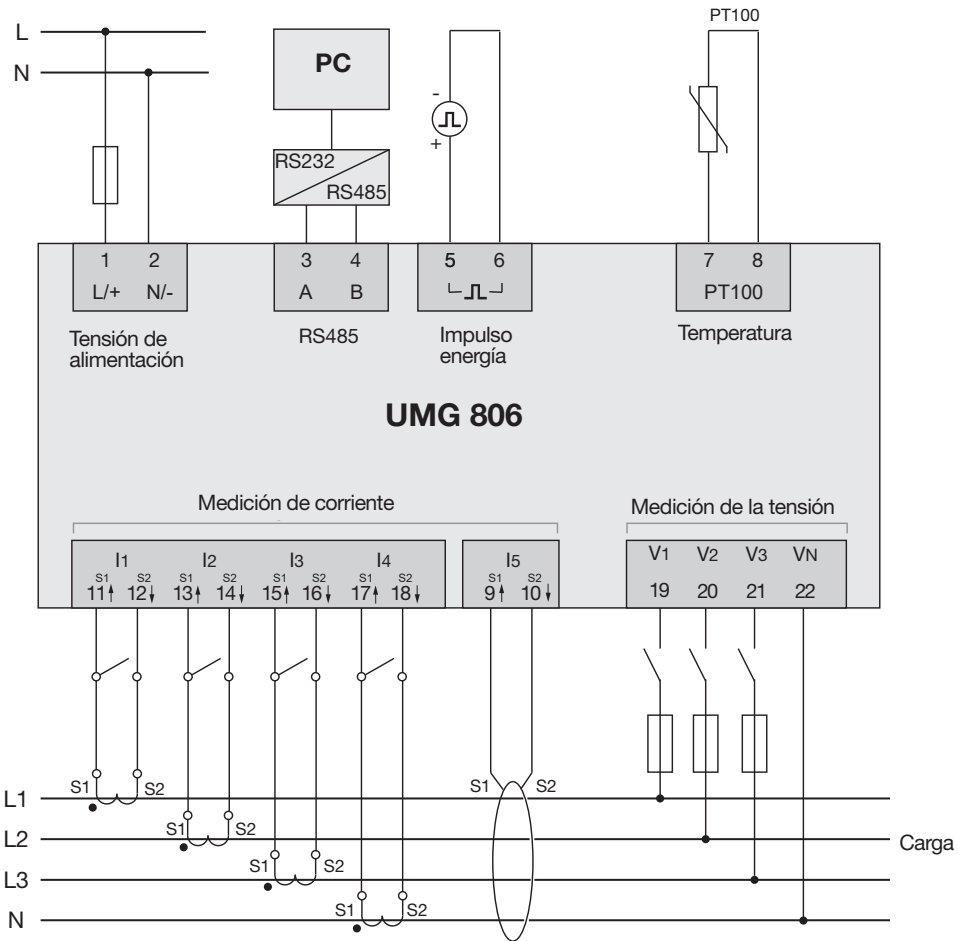 PT100
L
N
PC
RS232
RS485
-
+
1 2
L/+ N/-
3 4
A B
5 6
7 8
PT100
Tensión de
alimentación
RS485
Impulso
energía
Temperatura
UMG 806
Medición de corriente
Medición de la tensión
I1 I2 I3 I4
S1 S2 S1 S2 S1 S2 S1 S2
11 12 13 14 15 16 17 18
I5
S1 S2
9 10
V1 V2 V3 VN
19 20 21 22
S1 S2
S1 S2
L1
S1 S2
L2
Carga
S1 S2
L3
S1 S2
N